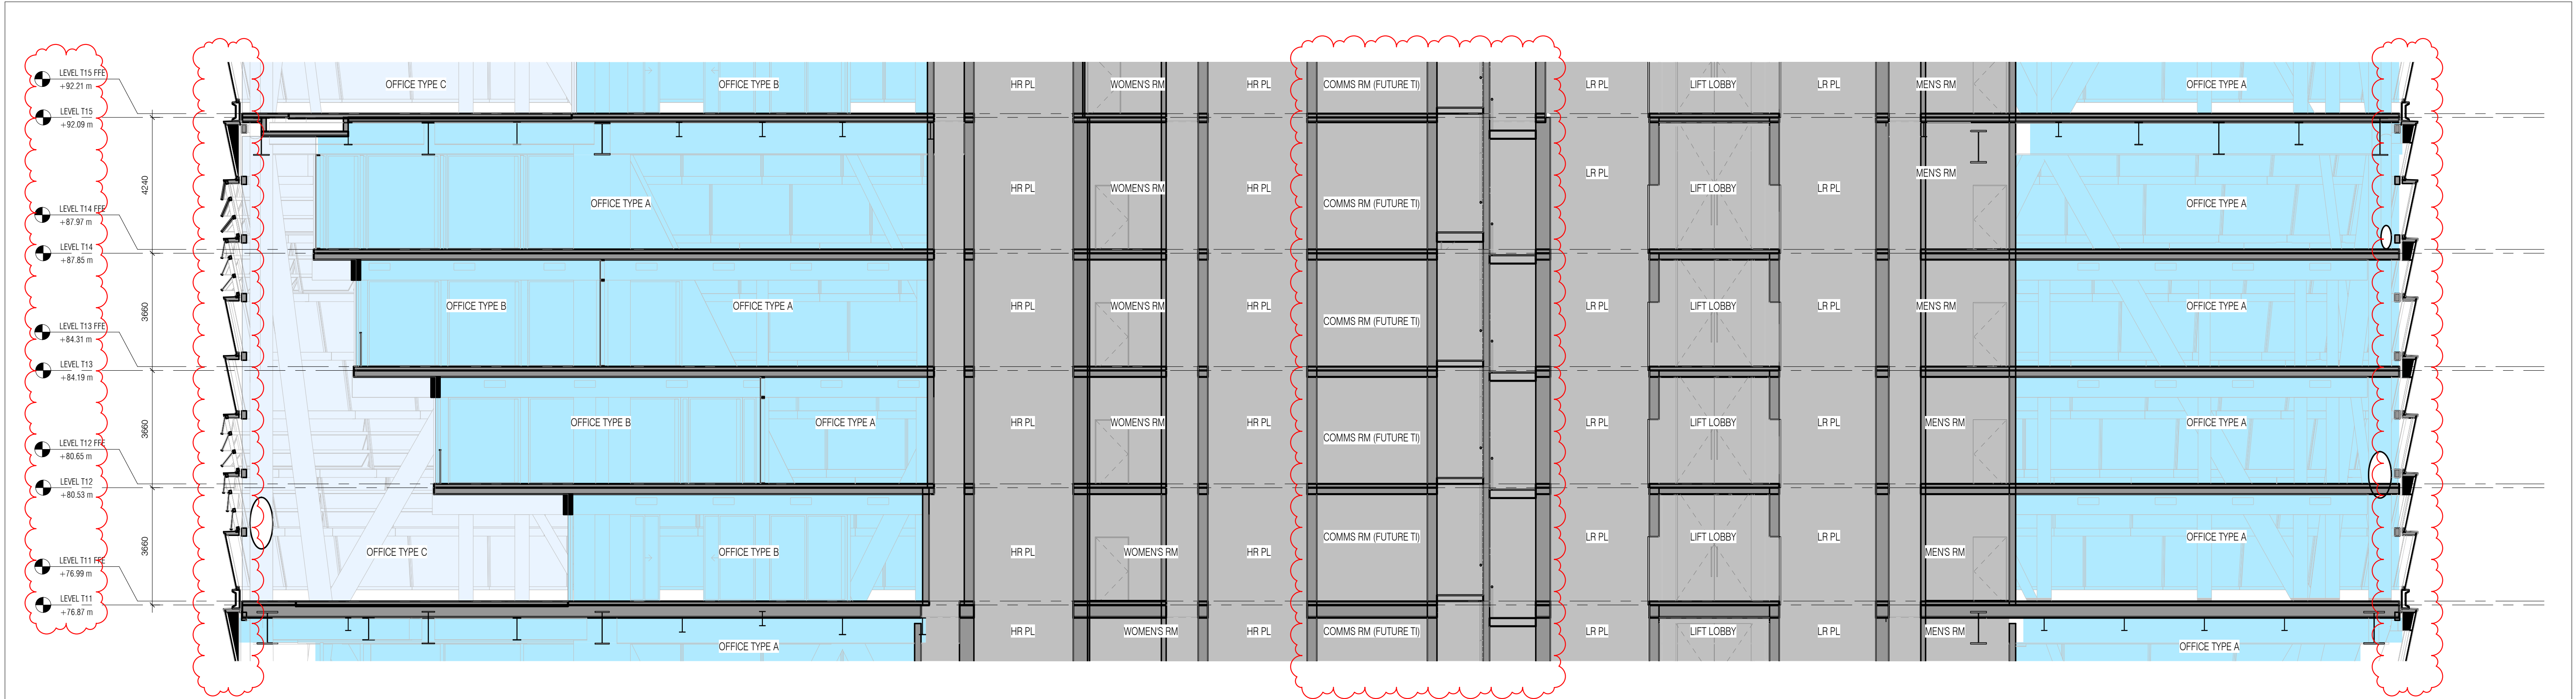 LEVEL T15 FFE
+92.21 m
OFFICE TYPE C
OFFICE TYPE B
HR PL
WOMEN'S RM
HR PL
COMMS RM (FUTURE TI)
LR PL
LIFT LOBBY
LR PL
MEN'S RM
OFFICE TYPE A
LEVEL T15
+92.09 m
4240
OFFICE TYPE A
HR PL
WOMEN'S RM
HR PL
COMMS RM (FUTURE TI)
LR PL
LIFT LOBBY
LR PL
MEN'S RM
OFFICE TYPE A
LEVEL T14 FFE
+87.97 m
LEVEL T14
+87.85 m
3660
OFFICE TYPE B
OFFICE TYPE A
HR PL
WOMEN'S RM
HR PL
COMMS RM (FUTURE TI)
LR PL
LIFT LOBBY
LR PL
MEN'S RM
OFFICE TYPE A
LEVEL T13 FFE
+84.31 m
LEVEL T13
+84.19 m
3660
OFFICE TYPE B
OFFICE TYPE A
HR PL
WOMEN'S RM
HR PL
COMMS RM (FUTURE TI)
LR PL
LIFT LOBBY
LR PL
MEN'S RM
OFFICE TYPE A
LEVEL T12 FFE
+80.65 m
LEVEL T12
+80.53 m
3660
OFFICE TYPE C
OFFICE TYPE B
HR PL
WOMEN'S RM
HR PL
COMMS RM (FUTURE TI)
LR PL
LIFT LOBBY
LR PL
MEN'S RM
OFFICE TYPE A
LEVEL T11 FFE
+76.99 m
LEVEL T11
+76.87 m
OFFICE TYPE A
HR PL
WOMEN'S RM
HR PL
COMMS RM (FUTURE TI)
LR PL
LIFT LOBBY
LR PL
MEN'S RM
OFFICE TYPE A